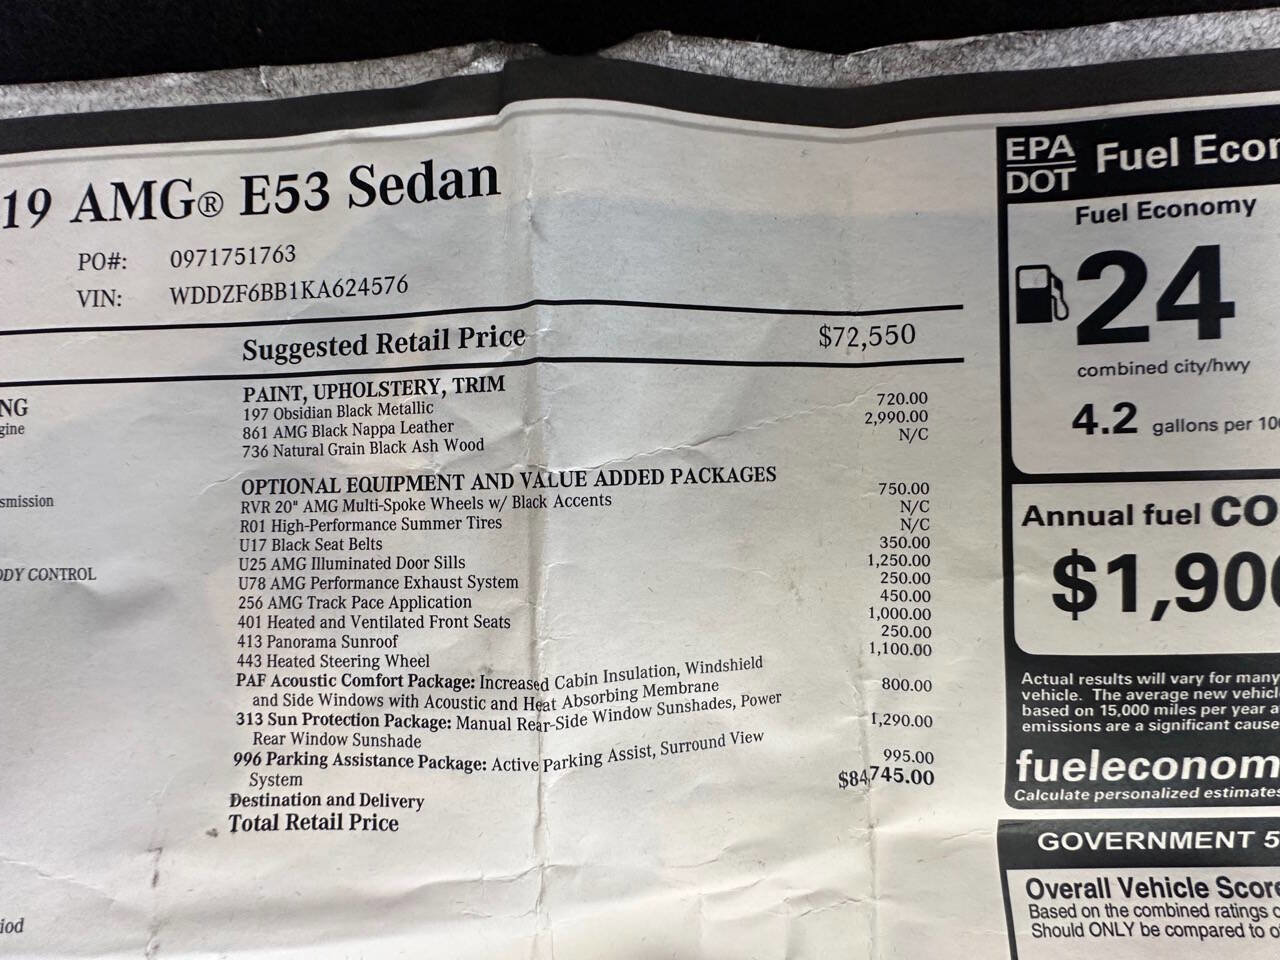 19 AMG® E53 Sedan
PO#: 0971751763
VIN: WDDZF6BB1KA624576
Suggested Retail Price $72,550
PAINT, UPHOLSTERY, TRIM
197 Obsidian Black Metallic 720.00
861 AMG Black Nappa Leather 2,990.00
736 Natural Grain Black Ash Wood N/C
OPTIONAL EQUIPMENT AND VALUE ADDED PACKAGES
RVR 20" AMG Multi-Spoke Wheels w/ Black Accents 750.00
R01 High-Performance Summer Tires N/C
U17 Black Seat Belts N/C
U25 AMG Illuminated Door Sills 350.00
U78 AMG Performance Exhaust System 1,250.00
256 AMG Track Pace Application 250.00
401 Heated and Ventilated Front Seats 450.00
413 Panorama Sunroof 1,000.00
443 Heated Steering Wheel 250.00
PAF Acoustic Comfort Package: Increased Cabin Insulation, Windshield 1,100.00
and Side Windows with Acoustic and Heat Absorbing Membrane
313 Sun Protection Package: Manual Rear-Side Window Sunshades, Power 800.00
Rear Window Sunshade
996 Parking Assistance Package: Active Parking Assist, Surround View 1,290.00
System
Destination and Delivery 995.00
Total Retail Price $84,745.00
NG
gine
smission
ODY CONTROL
iod
EPA
DOT
Fuel Econ
Fuel Economy
24
combined city/hwy
4.2 gallons per 10
Annual fuel CO
$1,90
Actual results will vary for many
vehicle. The average new vehicl
based on 15,000 miles per year a
emissions are a significant cause
fueleconom
Calculate personalized estimates
GOVERNMENT 5
Overall Vehicle Score
Based on the combined ratings o
Should ONLY be compared to o